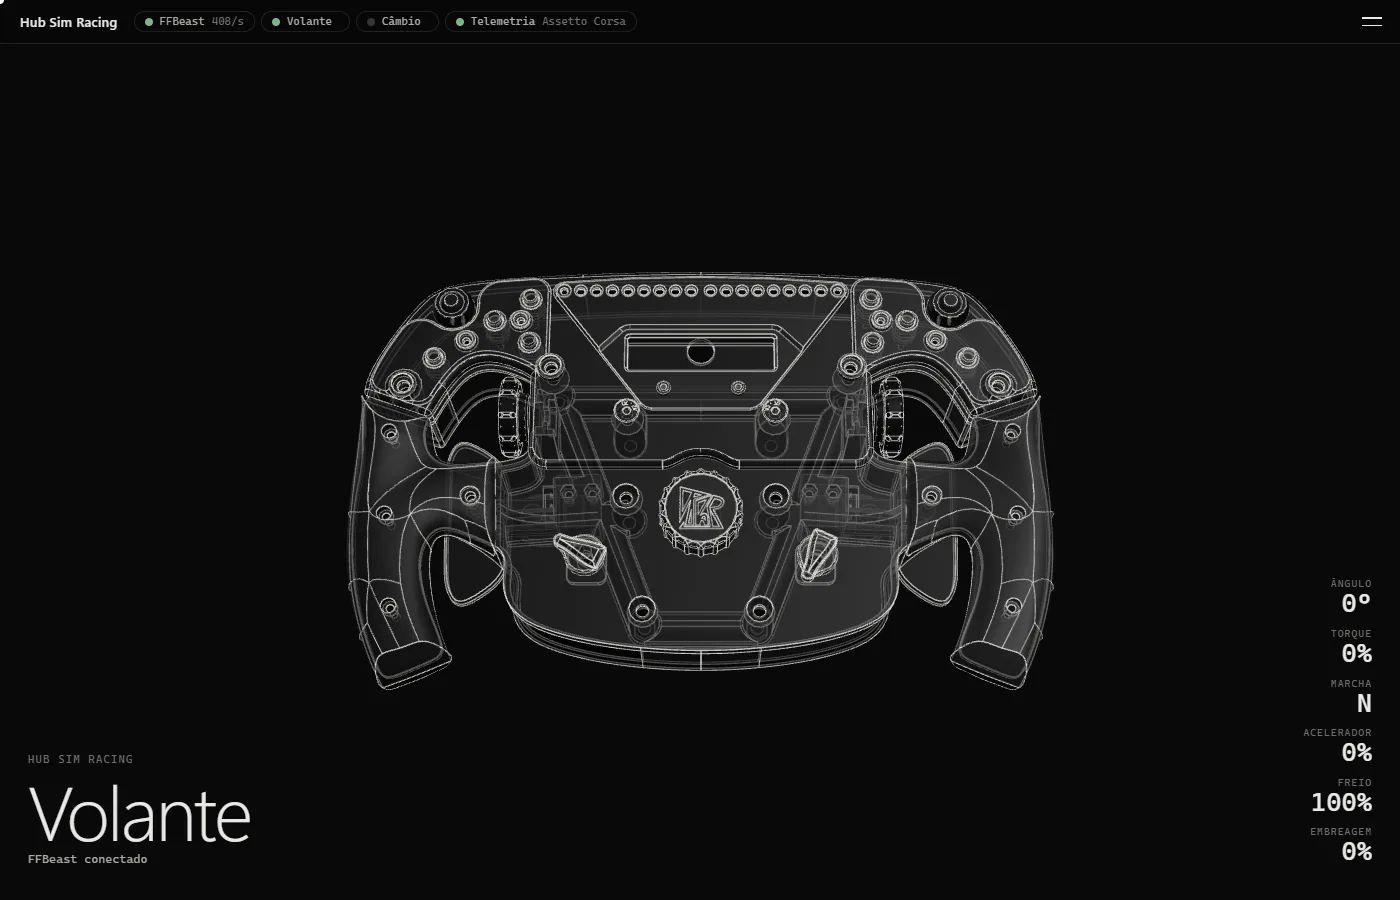 Hub Sim Racing
FFBeast 408/s
Volante
Câmbio
Telemetria Assetto Corsa
ÂNGULO
0°
TORQUE
0%
MARCHA
N
ACELERADOR
0%
FREIO
100%
EMBREAGEM
0%
HUB SIM RACING
Volante
FFBeast conectado